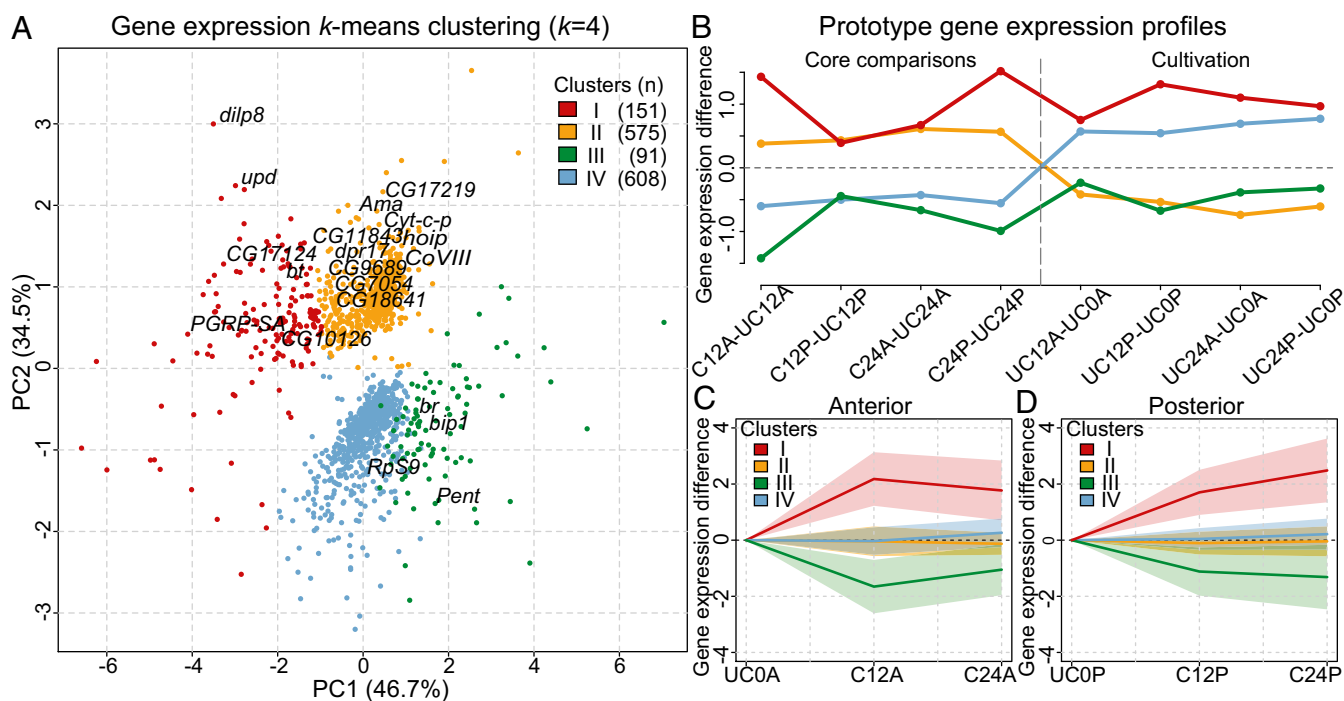 A
Gene expression k-means clustering (k=4)
Clusters (n)
I (151)
II (575)
III (91)
IV (608)
dilp8
upd
CG17219
Ama
Cyt-c-p
CG11843
hoip
CG17124
dpr17
CoVIII
bt
CG9689
CG7054
CG18641
PGRP-SA
CG10126
br
bip1
RpS9
Pent
PC2 (34.5%)
3
2
1
0
-1
-2
-3
-6
-4
-2
0
2
4
6
PC1 (46.7%)
B
Prototype gene expression profiles
Core comparisons
Cultivation
Gene expression difference
1.0
0.0
-1.0
C12A-UC12A
C12P-UC12P
C24A-UC24A
C24P-UC24P
UC12A-UC0A
UC12P-UC0P
UC24A-UC0A
UC24P-UC0P
C
Anterior
Clusters
I
II
III
IV
Gene expression difference
4
2
0
-2
-4
UC0A
C12A
C24A
D
Posterior
Clusters
I
II
III
IV
Gene expression difference
4
2
0
-2
-4
UC0P
C12P
C24P